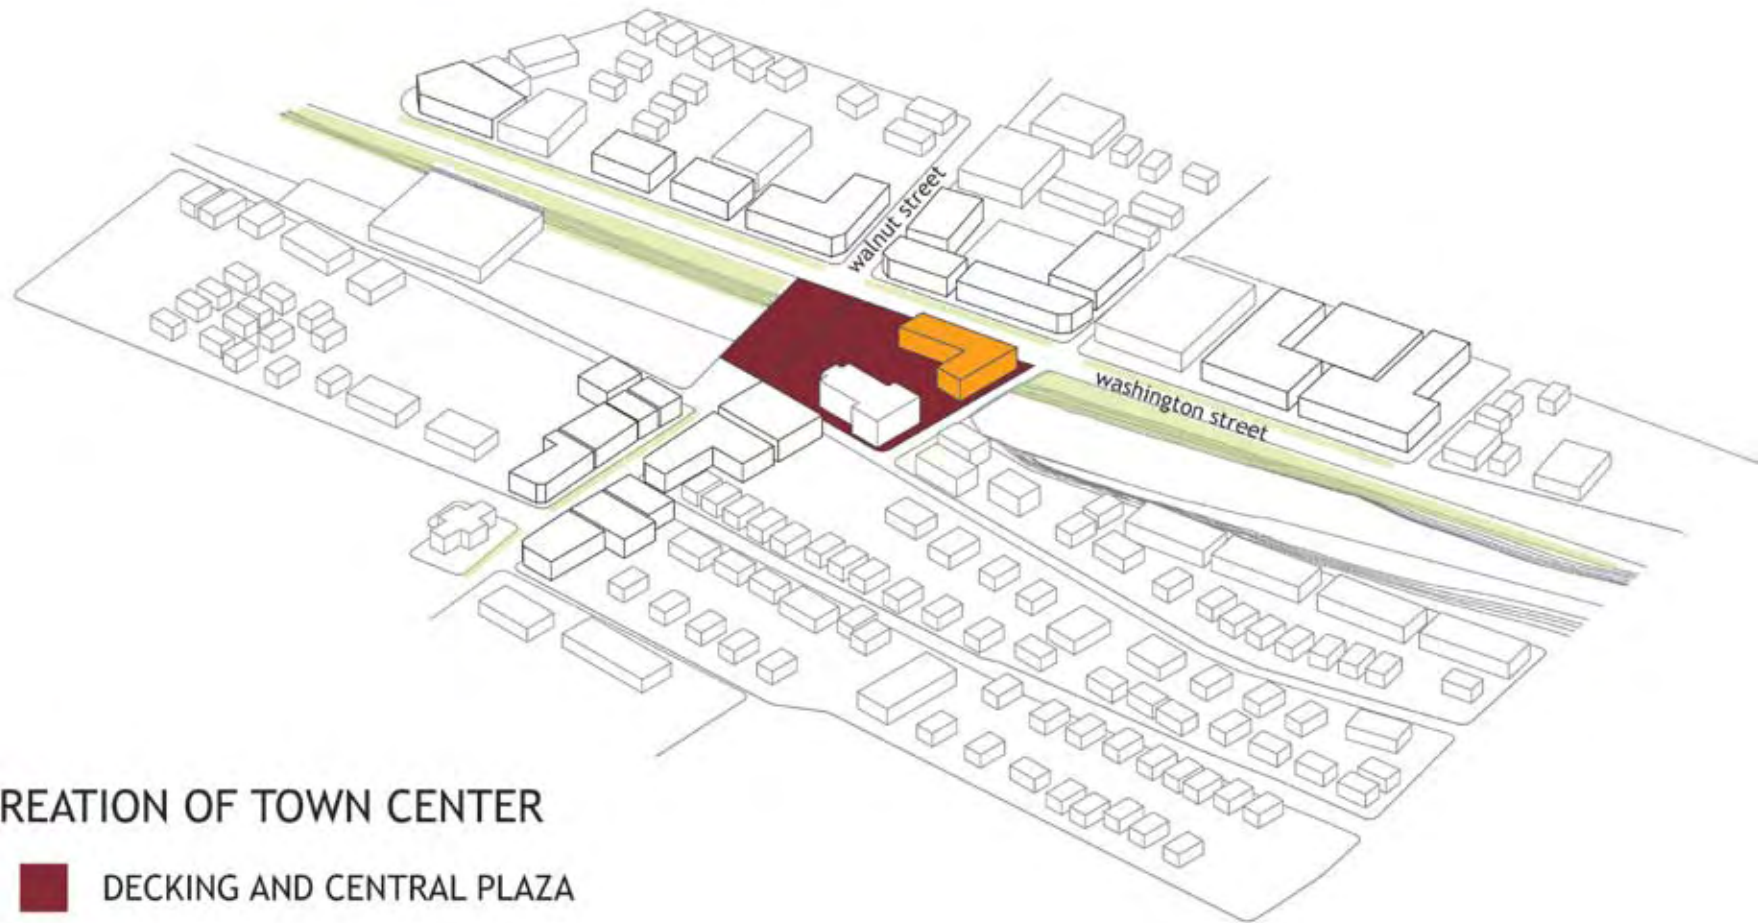 walnut street
washington street
REATION OF TOWN CENTER
DECKING AND CENTRAL PLAZA